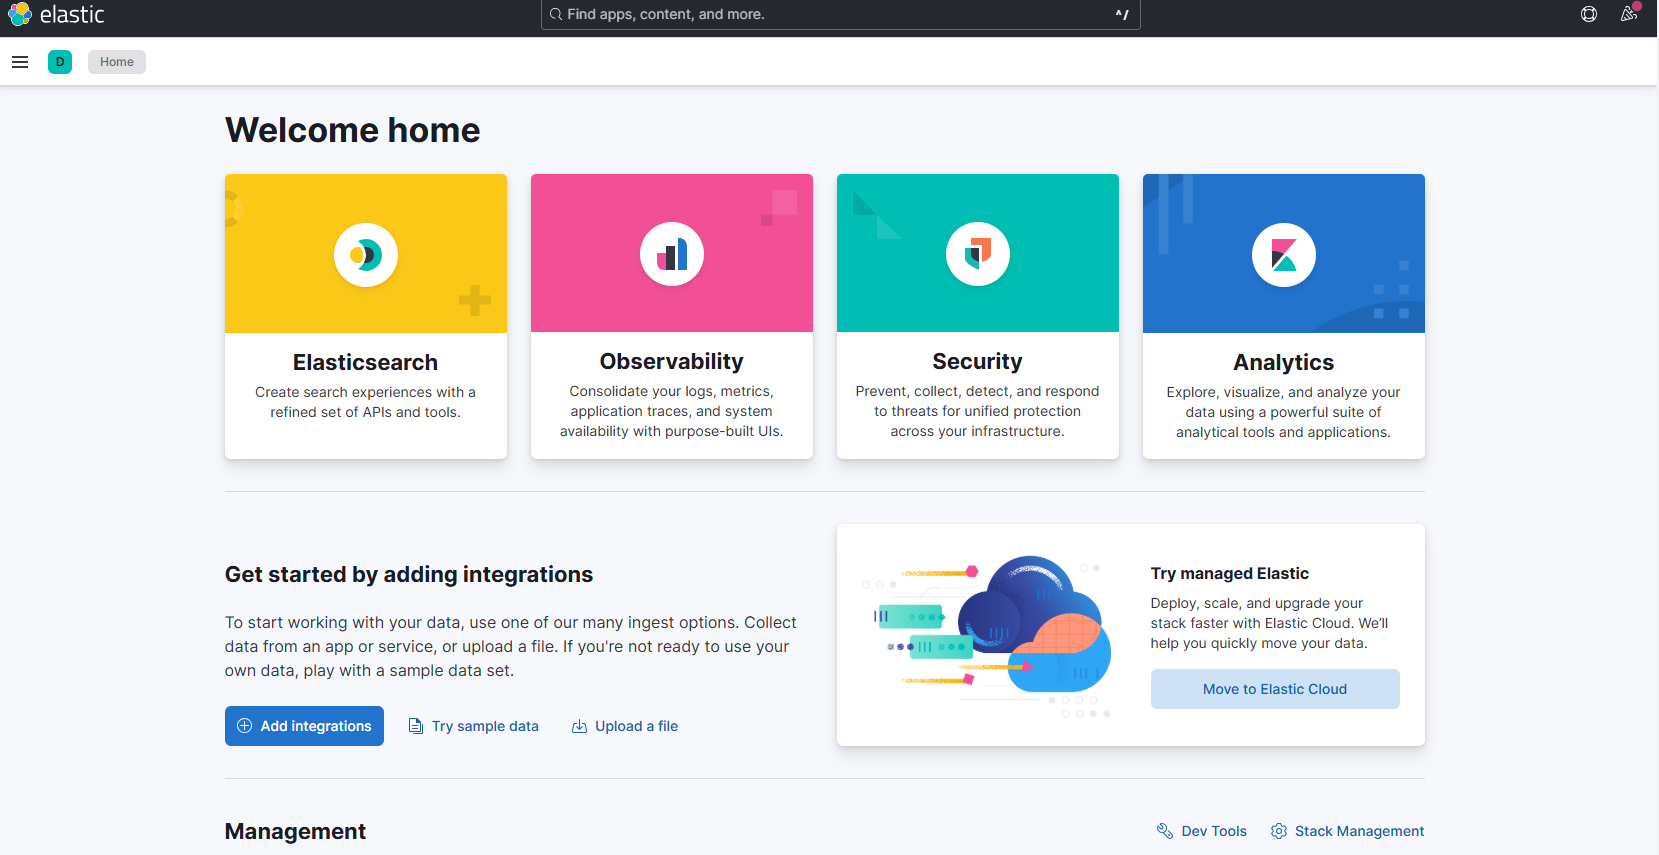 elastic
Find apps, content, and more.
^/
D
Home
Welcome home
Elasticsearch
Create search experiences with a
refined set of APIs and tools.
Observability
Consolidate your logs, metrics,
application traces, and system
availability with purpose-built UIs.
Security
Prevent, collect, detect, and respond
to threats for unified protection
across your infrastructure.
Analytics
Explore, visualize, and analyze your
data using a powerful suite of
analytical tools and applications.
Get started by adding integrations
To start working with your data, use one of our many ingest options. Collect
data from an app or service, or upload a file. If you're not ready to use your
own data, play with a sample data set.
Add integrations
Try sample data
Upload a file
Try managed Elastic
Deploy, scale, and upgrade your
stack faster with Elastic Cloud. We’ll
help you quickly move your data.
Move to Elastic Cloud
Management
Dev Tools
Stack Management